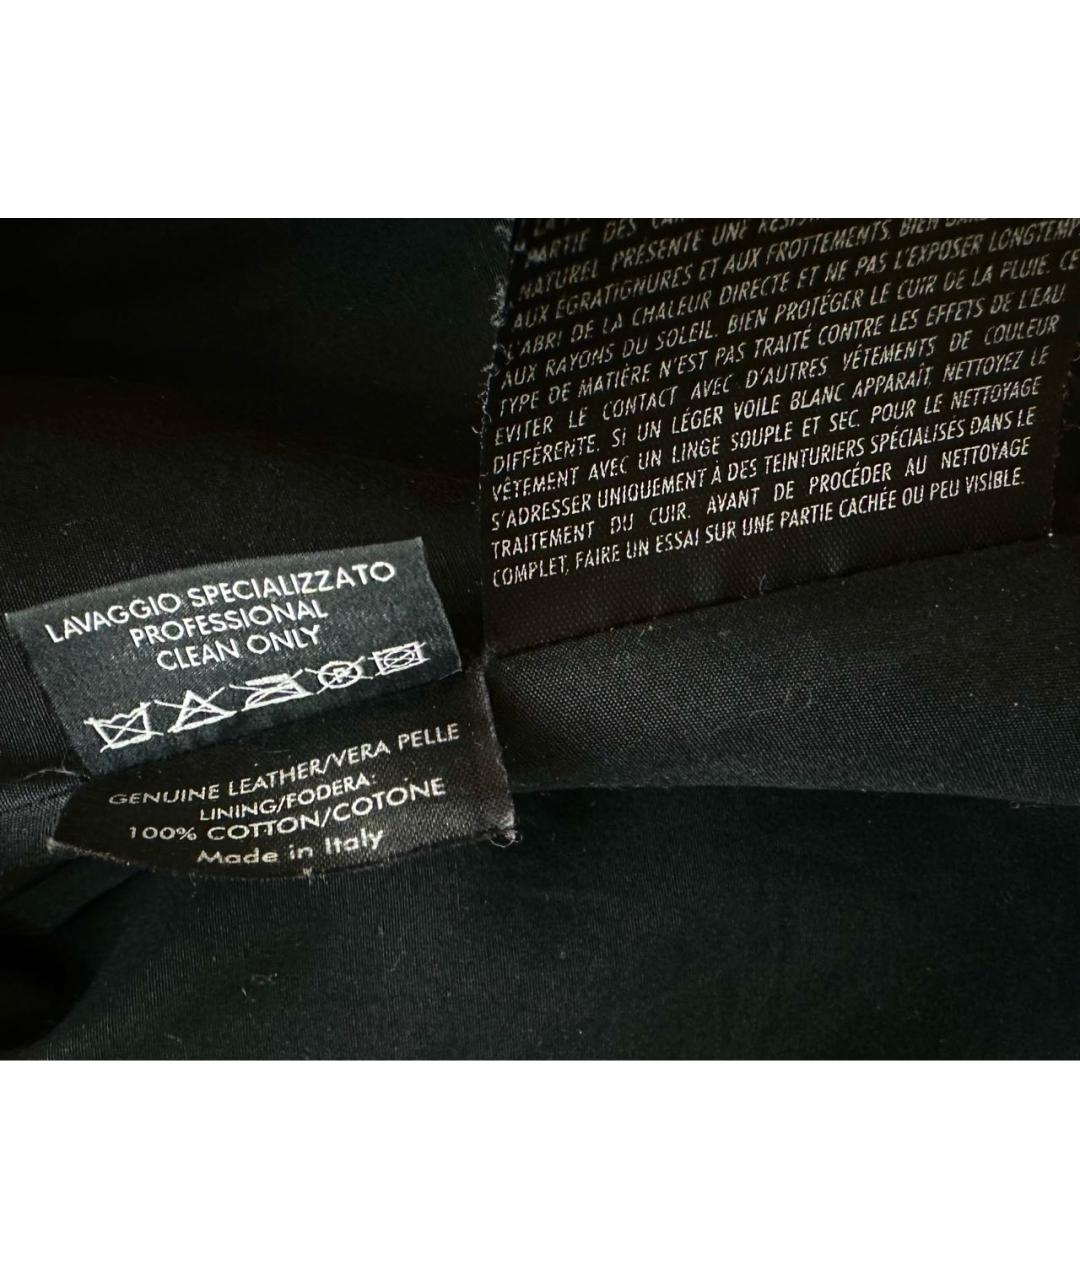 PARTIE DES
NATUREL PRÉSENTE UNE
AUX ÉGRATIGNURES ET AUX FROTTEMENTS. BIEN
L'ABRI DE LA CHALEUR DIRECTE ET NE PAS L'EXPOSER LONGTEMP
AUX RAYONS DU SOLEIL. BIEN PROTÉGER LE CUIR DE LA PLUIE. CE
TYPE DE MATIÈRE N'EST PAS TRAITÉ CONTRE LES EFFETS DE L'EAU.
ÉVITER LE CONTACT AVEC D'AUTRES VÊTEMENTS DE COULEUR
DIFFÉRENTE. SI UN LÉGER VOILE BLANC APPARAÎT, NETTOYEZ LE
VÊTEMENT AVEC UN LINGE SOUPLE ET SEC. POUR LE NETTOYAGE
S'ADRESSER UNIQUEMENT À DES TEINTURIERS SPÉCIALISÉS DANS LE
TRAITEMENT DU CUIR. AVANT DE PROCÉDER AU NETTOYAGE
COMPLET, FAIRE UN ESSAI SUR UNE PARTIE CACHÉE OU PEU VISIBLE.
LAVAGGIO SPECIALIZZATO
PROFESSIONAL
CLEAN ONLY
P
GENUINE LEATHER/VERA PELLE
LINING/FODERA:
100% COTTON/COTONE
Made in Italy